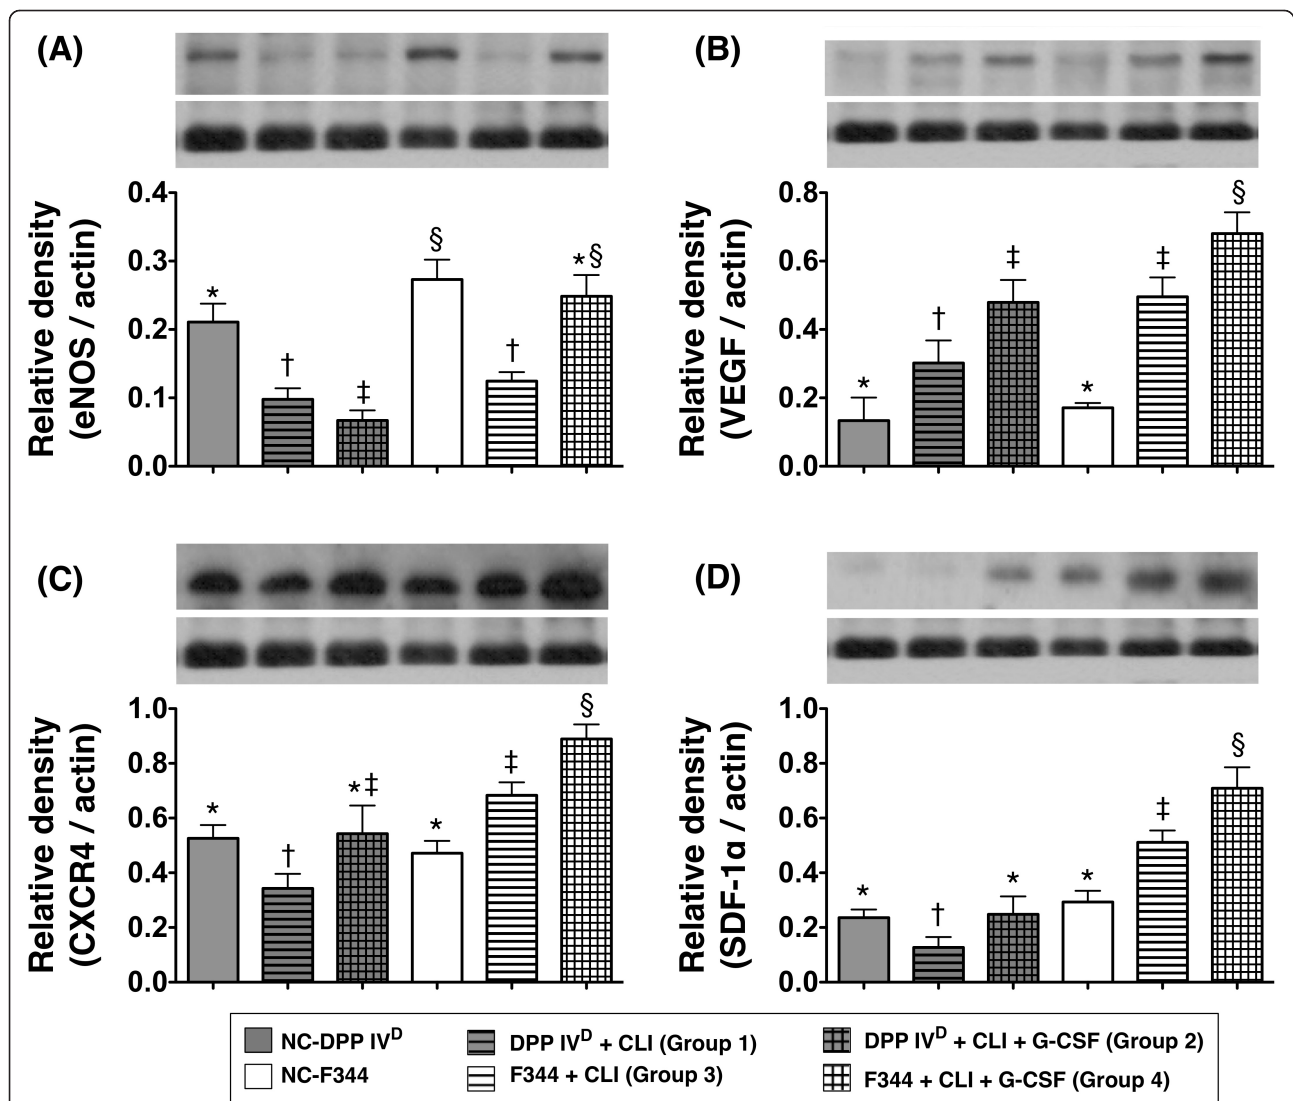 (A)
0.4
0.3
0.2
0.1
0.0
Relative density
(eNOS / actin)
* † ‡ § † *§
(B)
0.8
0.6
0.4
0.2
0.0
Relative density
(VEGF / actin)
* † ‡ * ‡ §
(C)
1.0
0.8
0.6
0.4
0.2
0.0
Relative density
(CXCR4 / actin)
* † *‡ * ‡ §
(D)
1.0
0.8
0.6
0.4
0.2
0.0
Relative density
(SDF-1α / actin)
* † * * ‡ §
NC-DPP IVᴰ
DPP IVᴰ + CLI (Group 1)
DPP IVᴰ + CLI + G-CSF (Group 2)
NC-F344
F344 + CLI (Group 3)
F344 + CLI + G-CSF (Group 4)